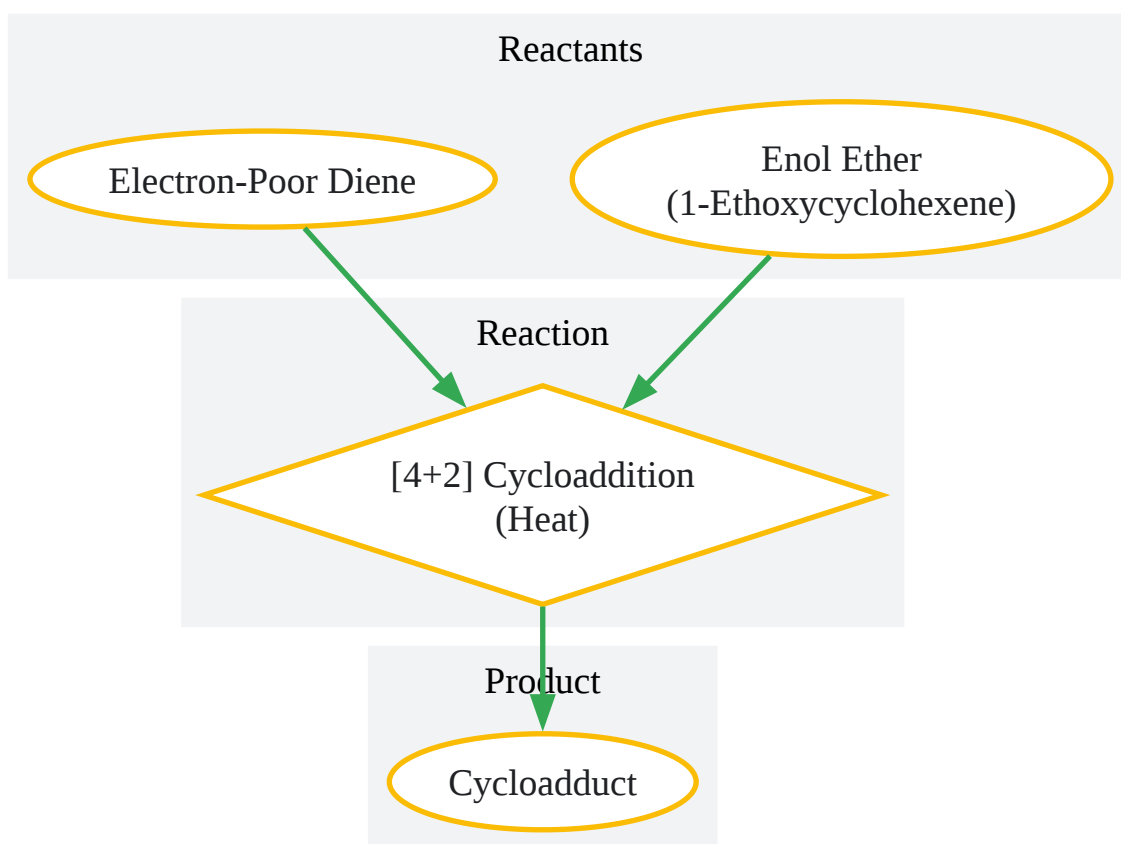 Reactants
Electron-Poor Diene
Enol Ether
(1-Ethoxycyclohexene)
Reaction
[4+2] Cycloaddition
(Heat)
Product
Cycloadduct